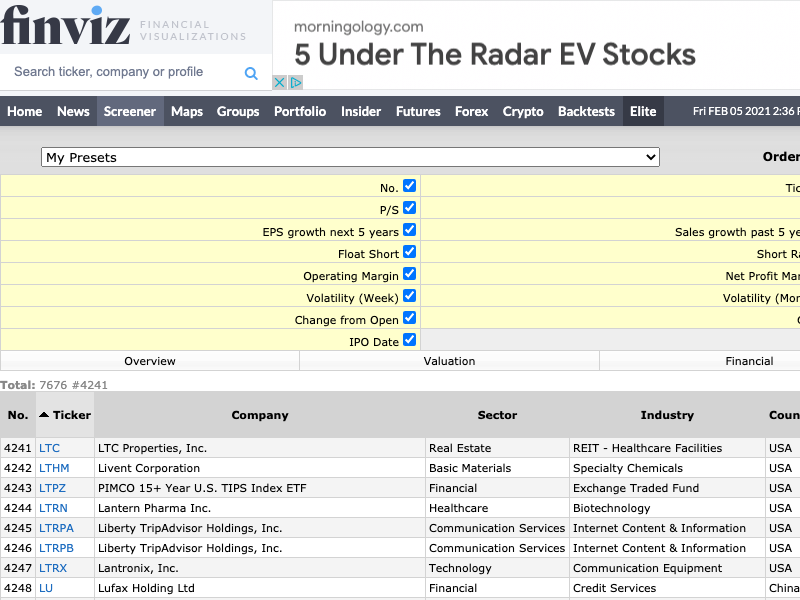 finviz FINANCIAL VISUALIZATIONS
morningology.com
5 Under The Radar EV Stocks
Search ticker, company or profile
Home News Screener Maps Groups Portfolio Insider Futures Forex Crypto Backtests Elite Fri FEB 05 2021 2:36 P
My Presets Order
No. Tic
P/S
EPS growth next 5 years Sales growth past 5 ye
Float Short Short Ra
Operating Margin Net Profit Mar
Volatility (Week) Volatility (Mon
Change from Open
IPO Date
Overview Valuation Financial
Total: 7676 #4241
No. Ticker Company Sector Industry Coun
4241 LTC LTC Properties, Inc. Real Estate REIT - Healthcare Facilities USA
4242 LTHM Livent Corporation Basic Materials Specialty Chemicals USA
4243 LTPZ PIMCO 15+ Year U.S. TIPS Index ETF Financial Exchange Traded Fund USA
4244 LTRN Lantern Pharma Inc. Healthcare Biotechnology USA
4245 LTRPA Liberty TripAdvisor Holdings, Inc. Communication Services Internet Content & Information USA
4246 LTRPB Liberty TripAdvisor Holdings, Inc. Communication Services Internet Content & Information USA
4247 LTRX Lantronix, Inc. Technology Communication Equipment USA
4248 LU Lufax Holding Ltd Financial Credit Services China